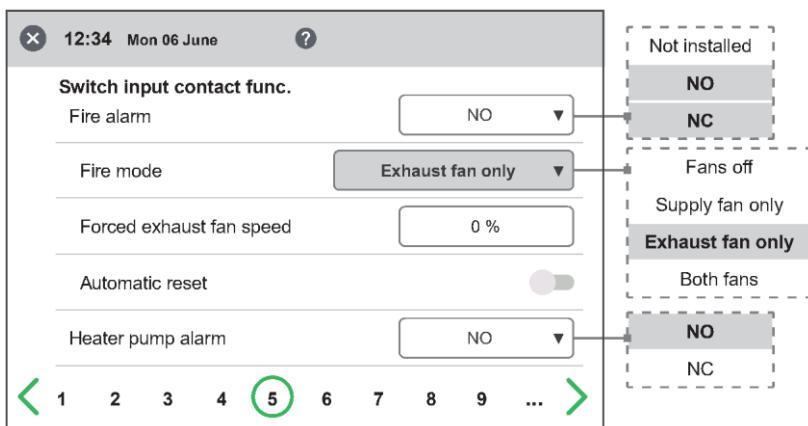 12:34 Mon 06 June ?
Switch input contact func.
Fire alarm NO
Fire mode Exhaust fan only
Forced exhaust fan speed 0 %
Automatic reset
Heater pump alarm NO
1 2 3 4 5 6 7 8 9 ...
Not installed
NO
NC
Fans off
Supply fan only
Exhaust fan only
Both fans
NO
NC